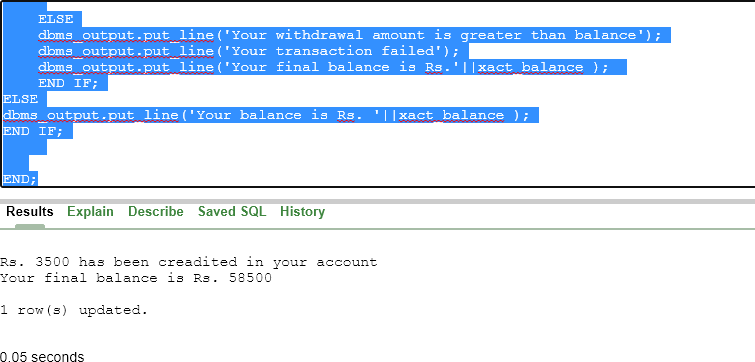 ELSE
dbms_output.put_line('Your withdrawal amount is greater than balance');
dbms_output.put_line('Your transaction failed');
dbms_output.put_line('Your final balance is Rs.'||xact_balance );
END IF;
ELSE
dbms_output.put_line('Your balance is Rs. '||xact_balance );
END IF;
END;
Results Explain Describe Saved SQL History
Rs. 3500 has been creadited in your account
Your final balance is Rs. 58500
1 row(s) updated.
0.05 seconds